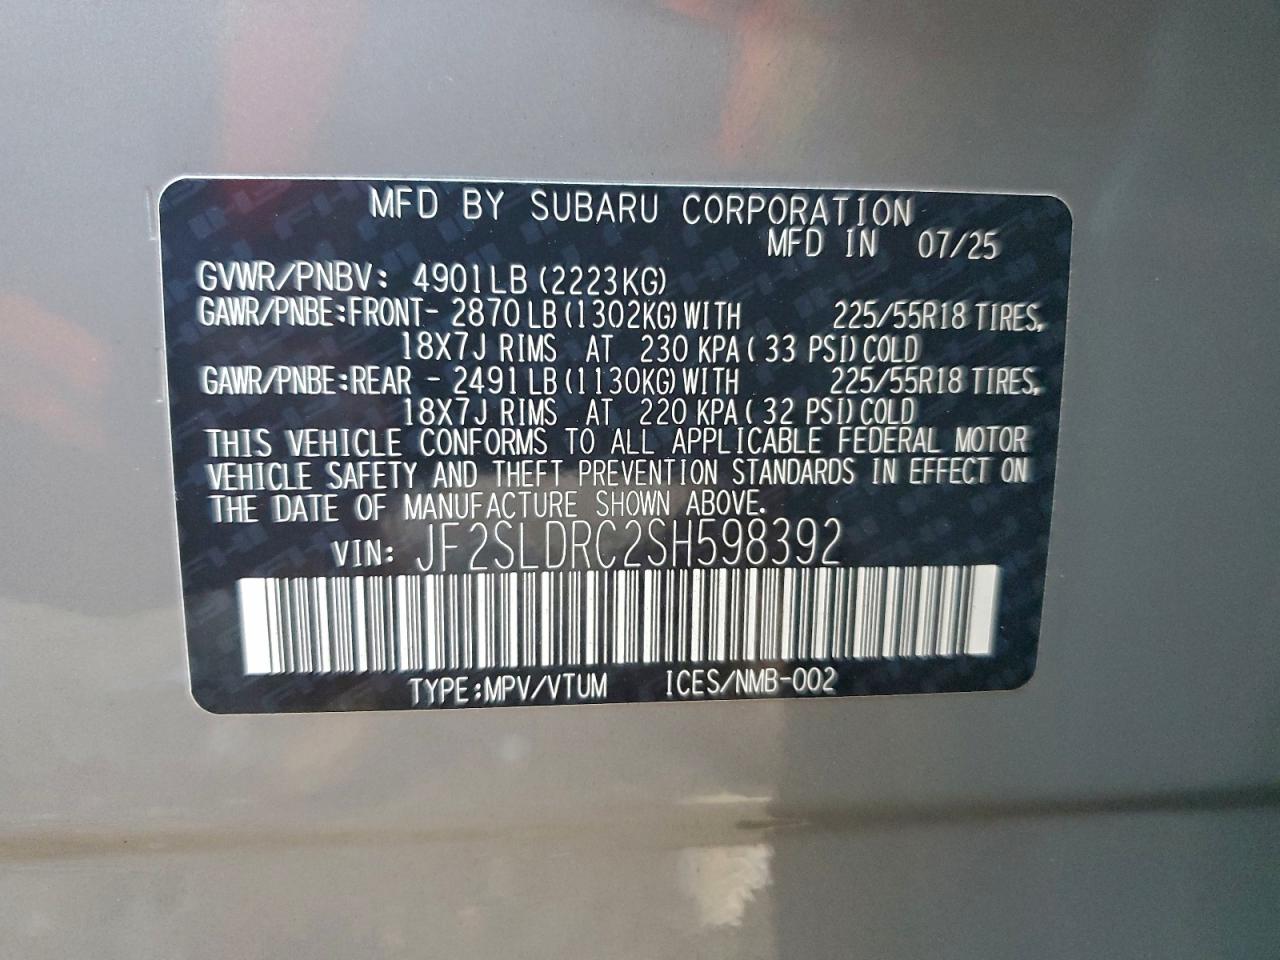 MFD BY SUBARU CORPORATION
MFD IN 07/25
GVWR/PNBV: 4901LB (2223KG)
GAWR/PNBE:FRONT- 2870LB(1302KG)WITH 225/55R18 TIRES,
18X7J RIMS AT 230 KPA(33 PSI)COLD
GAWR/PNBE:REAR - 2491LB(1130KG)WITH 225/55R18 TIRES,
18X7J RIMS AT 220 KPA(32 PSI)COLD
THIS VEHICLE CONFORMS TO ALL APPLICABLE FEDERAL MOTOR
VEHICLE SAFETY AND THEFT PREVENTION STANDARDS IN EFFECT ON
THE DATE OF MANUFACTURE SHOWN ABOVE.
VIN: JF2SLDRC2SH598392
TYPE:MPV/VTUM ICES/NMB-002